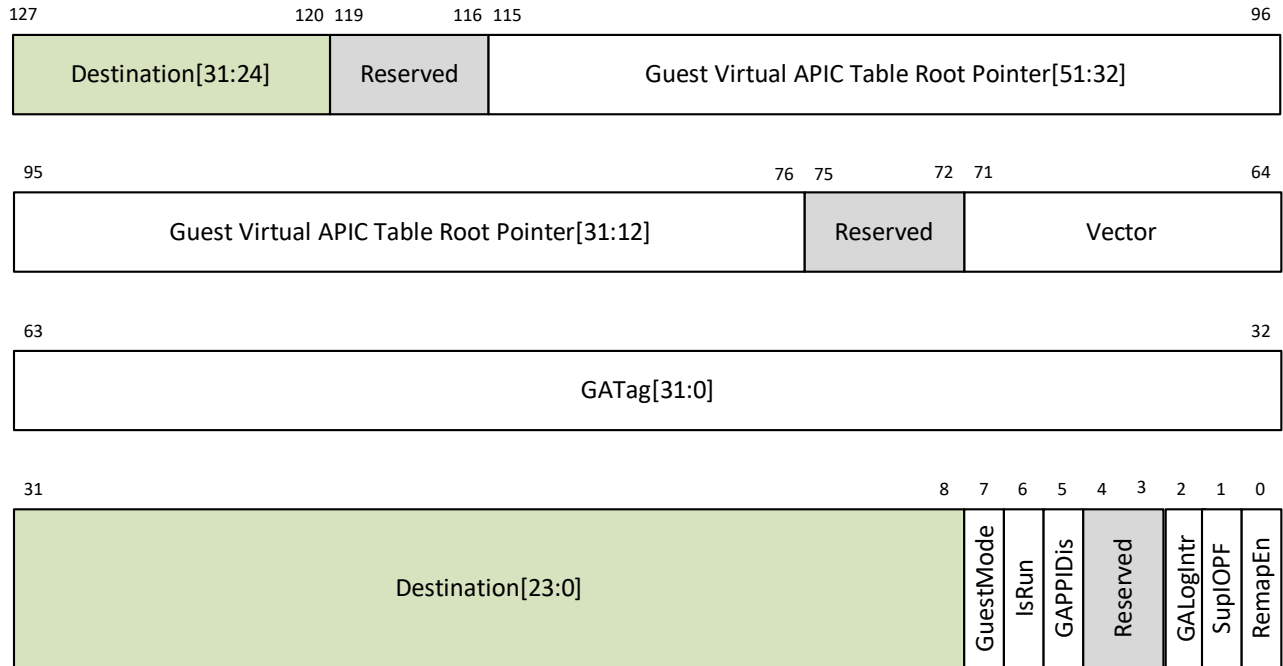 127 120 119 116 115 96
Destination[31:24] Reserved Guest Virtual APIC Table Root Pointer[51:32]
95 76 75 72 71 64
Guest Virtual APIC Table Root Pointer[31:12] Reserved Vector
63 32
GATag[31:0]
31 8 7 6 5 4 3 2 1 0
Destination[23:0] GuestMode IsRun GAPPIDis Reserved GALogIntr SupIOPF RemapEn